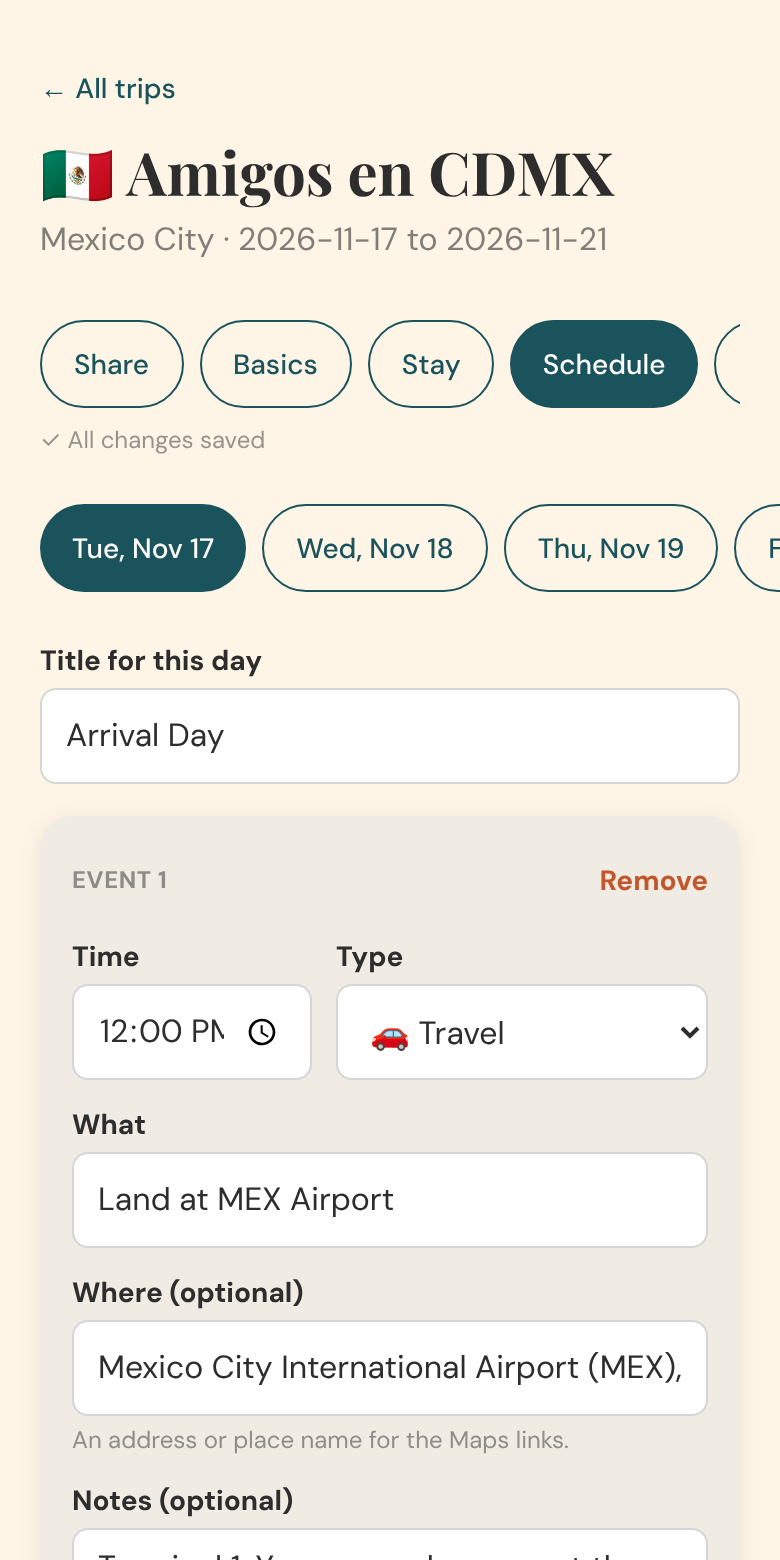 ← All trips
🇲🇽 Amigos en CDMX
Mexico City · 2026-11-17 to 2026-11-21
Share Basics Stay Schedule
✓ All changes saved
Tue, Nov 17 Wed, Nov 18 Thu, Nov 19
Title for this day
Arrival Day
EVENT 1 Remove
Time Type
12:00 PM 🚗 Travel
What
Land at MEX Airport
Where (optional)
Mexico City International Airport (MEX),
An address or place name for the Maps links.
Notes (optional)